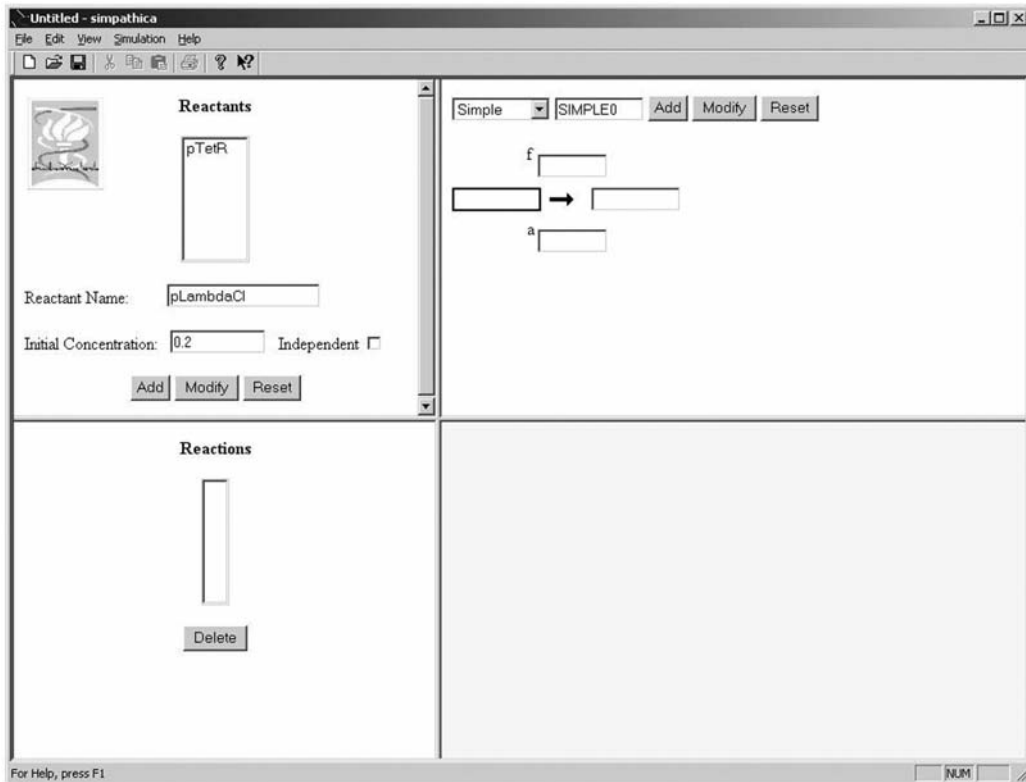 Untitled - simpathica
File Edit View Simulation Help
Reactants
pTetR
Reactant Name: pLambdaCI
Initial Concentration: 0.2 Independent
Add Modify Reset
Simple SIMPLE0 Add Modify Reset
f
a
Reactions
Delete
For Help, press F1
NUM